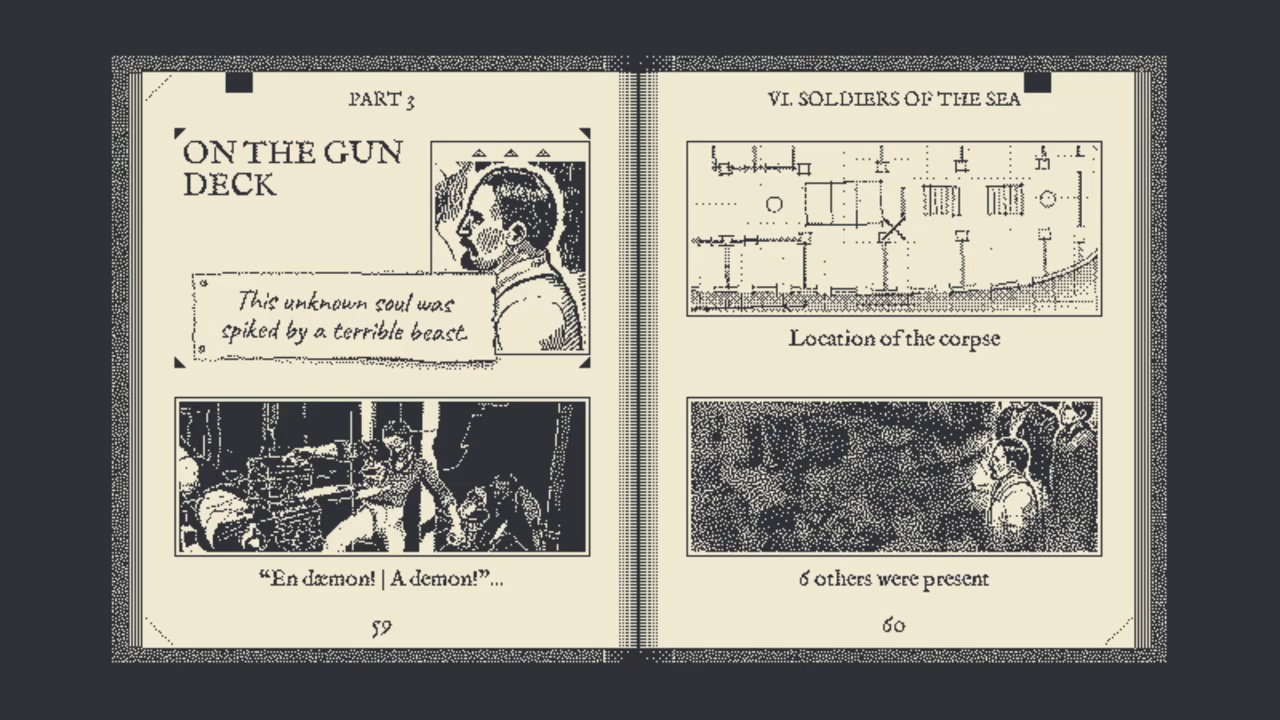 PART 3
ON THE GUN
DECK
This unknown soul was
spiked by a terrible beast.
“En dæmon! | A demon!”...
59
VI. SOLDIERS OF THE SEA
Location of the corpse
6 others were present
60